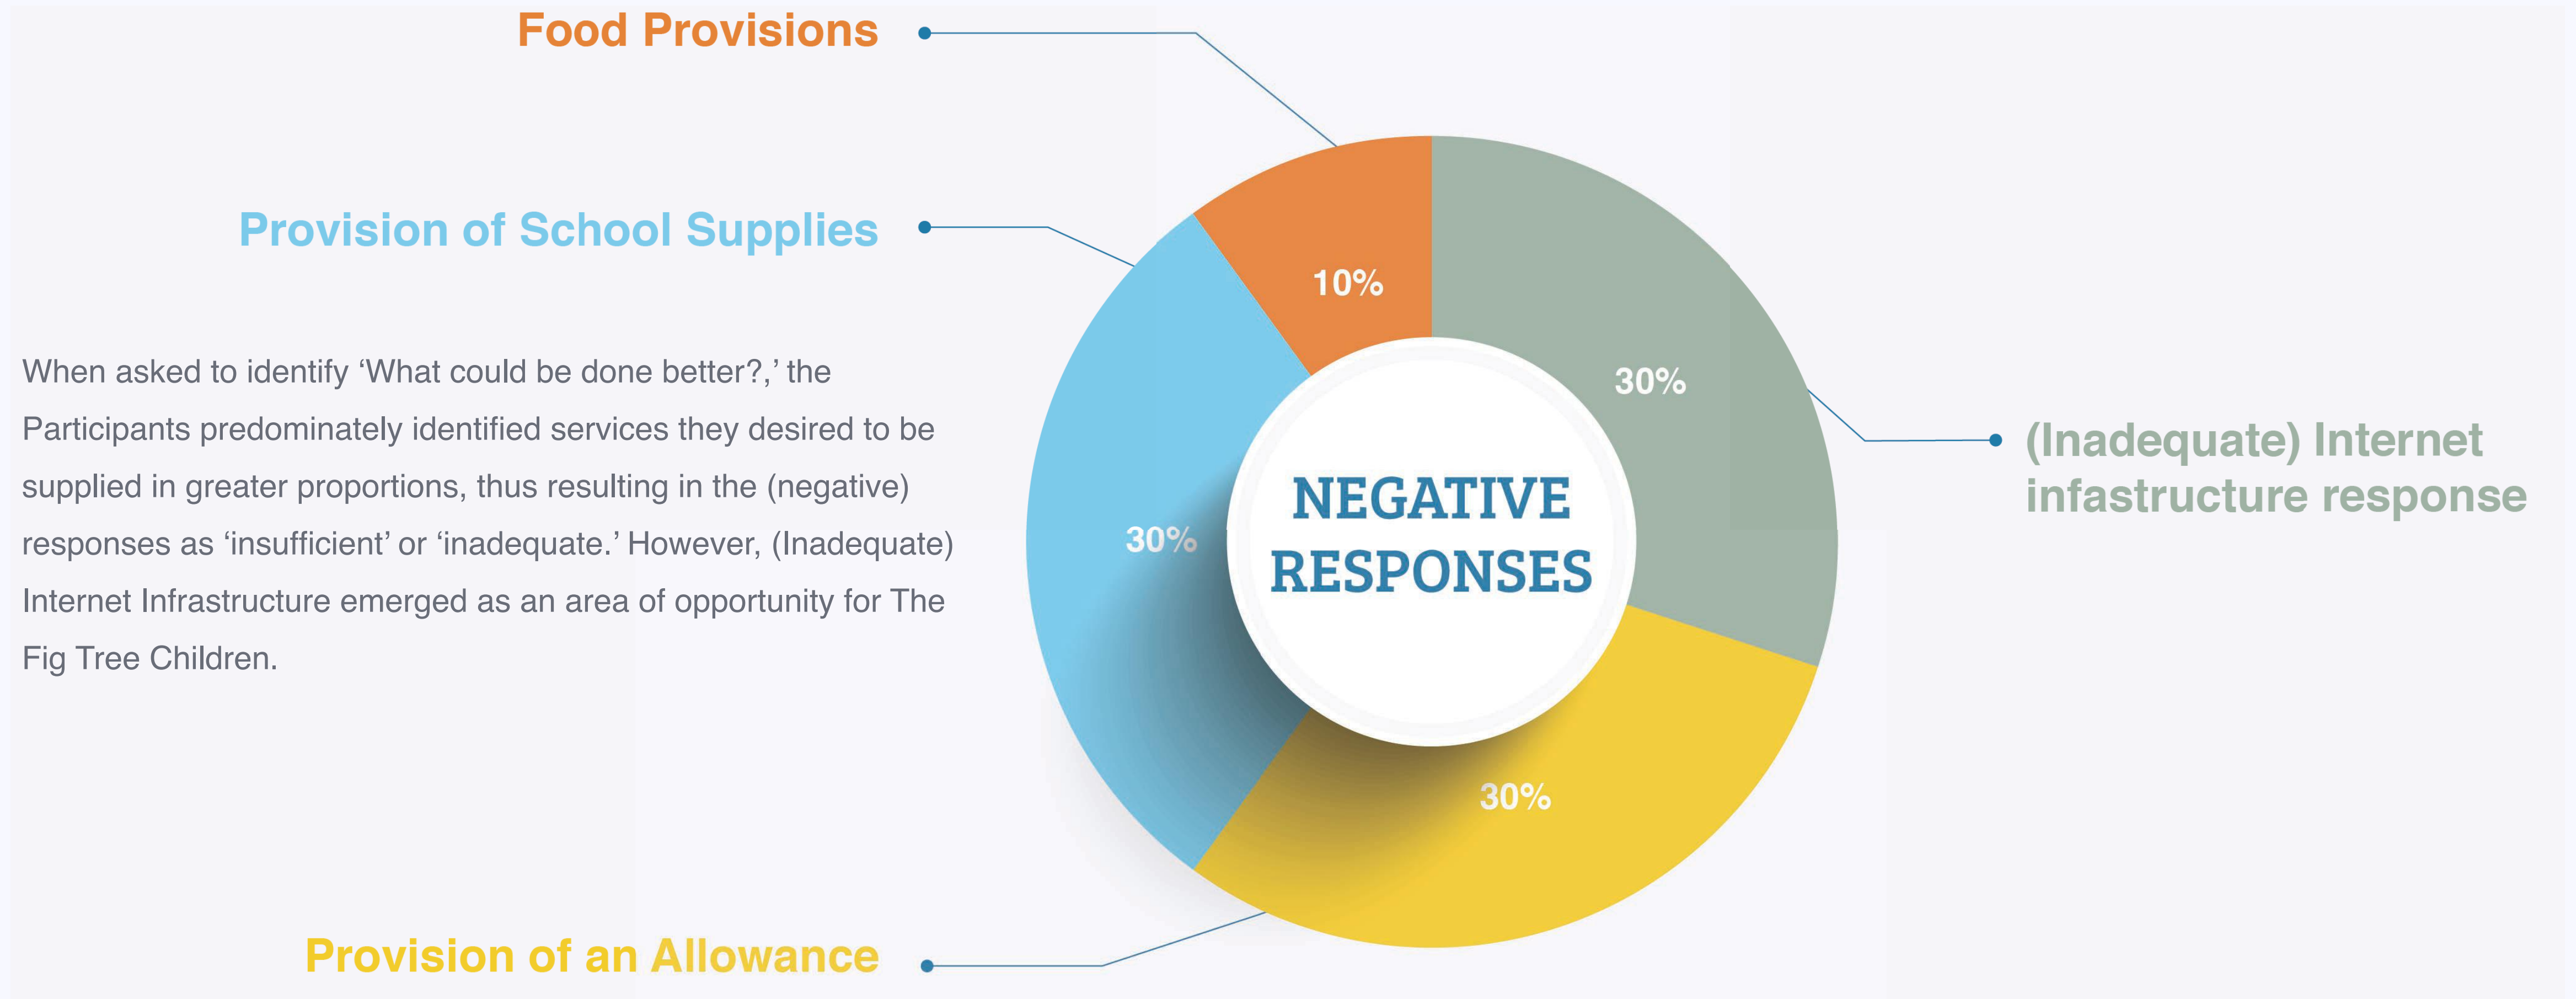 Food Provisions
Provision of School Supplies
When asked to identify ‘What could be done better?,’ the
Participants predominately identified services they desired to be
supplied in greater proportions, thus resulting in the (negative)
responses as ‘insufficient’ or ‘inadequate.’ However, (Inadequate)
Internet Infrastructure emerged as an area of opportunity for The
Fig Tree Children.
Provision of an Allowance
10%
30%
30%
30%
NEGATIVE
RESPONSES
(Inadequate) Internet
infastructure response